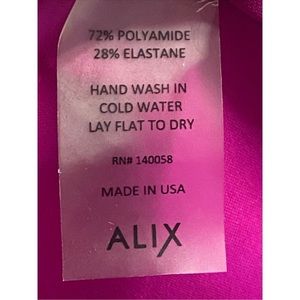 72% POLYAMIDE
28% ELASTANE
HAND WASH IN
COLD WATER
LAY FLAT TO DRY
RN# 140058
MADE IN USA
ALIX